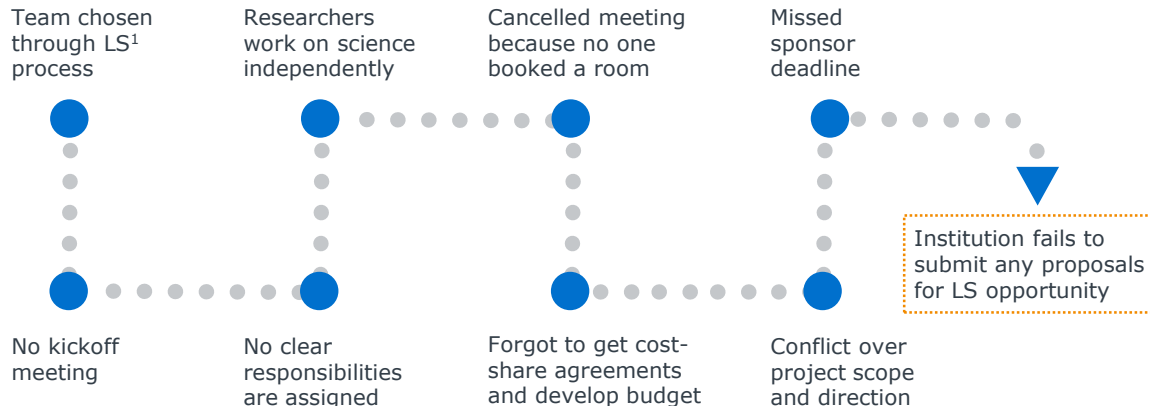 Team chosen
through LS¹
process
Researchers
work on science
independently
Cancelled meeting
because no one
booked a room
Missed
sponsor
deadline
Institution fails to
submit any proposals
for LS opportunity
No kickoff
meeting
No clear
responsibilities
are assigned
Forgot to get cost-
share agreements
and develop budget
Conflict over
project scope
and direction